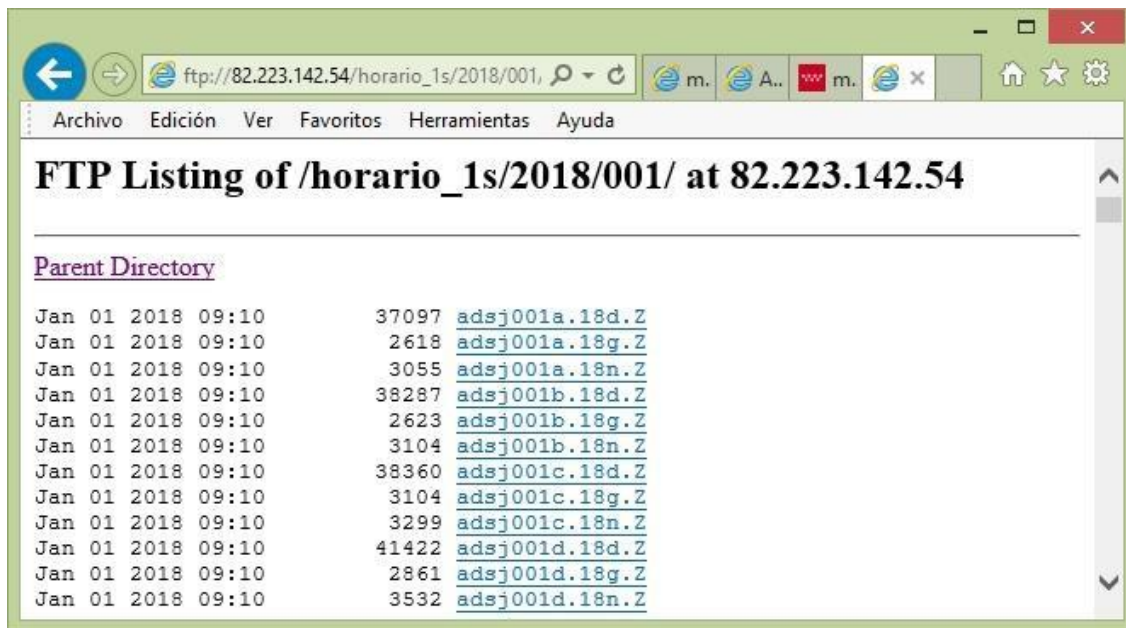 ftp://82.223.142.54/horario_1s/2018/001,
m.
A..
m.
Archivo Edición Ver Favoritos Herramientas Ayuda
FTP Listing of /horario_1s/2018/001/ at 82.223.142.54
Parent Directory
Jan 01 2018 09:10 37097 adsj001a.18d.Z
Jan 01 2018 09:10 2618 adsj001a.18g.Z
Jan 01 2018 09:10 3055 adsj001a.18n.Z
Jan 01 2018 09:10 38287 adsj001b.18d.Z
Jan 01 2018 09:10 2623 adsj001b.18g.Z
Jan 01 2018 09:10 3104 adsj001b.18n.Z
Jan 01 2018 09:10 38360 adsj001c.18d.Z
Jan 01 2018 09:10 3104 adsj001c.18g.Z
Jan 01 2018 09:10 3299 adsj001c.18n.Z
Jan 01 2018 09:10 41422 adsj001d.18d.Z
Jan 01 2018 09:10 2861 adsj001d.18g.Z
Jan 01 2018 09:10 3532 adsj001d.18n.Z